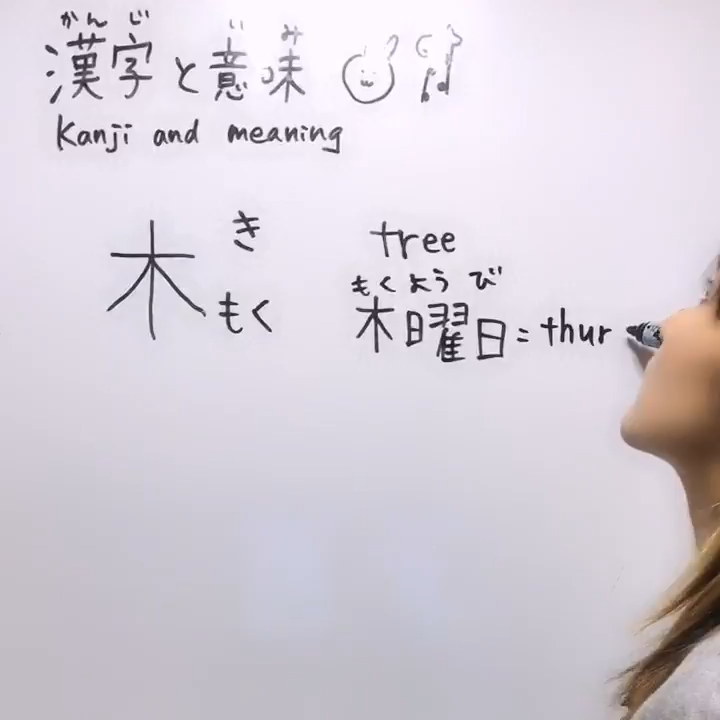 かんじ いみ
漢字と意味
Kanji and meaning
木 き tree
もくようび
もく 木曜日=thur